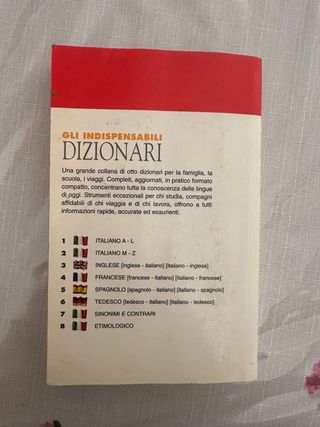 GLI INDISPENSABILI
DIZIONARI
Una grande collana di otto dizionari per la famiglia, la
scuola, i viaggi. Completi, aggiornati, in pratico formato
compatto, concentrano tutta la conoscenza delle lingue
di oggi. Strumenti eccezionali per chi studia, compagni
affidabili di chi viaggia e di chi lavora, offrono a tutti
informazioni rapide, accurate ed esaurienti.
1 ITALIANO A - L
2 ITALIANO M - Z
3 INGLESE [inglese - italiano] [italiano - inglese]
4 FRANCESE [francese - italiano] [italiano - francese]
5 SPAGNOLO [spagnolo - italiano] [italiano - spagnolo]
6 TEDESCO [tedesco - italiano] [italiano - tedesco]
7 SINONIMI E CONTRARI
8 ETIMOLOGICO